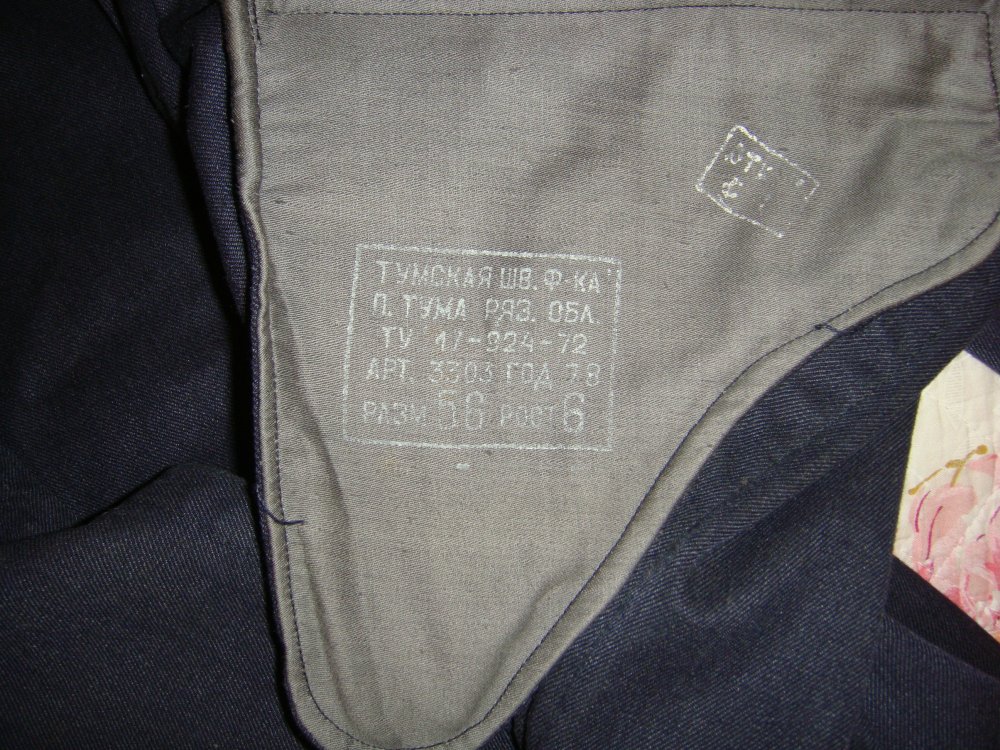 ТУМСКАЯ ШВ. Ф-КА
П. ТУМА РЯЗ. ОБЛ.
ТУ 17-924-72
АРТ. 3303 ГОД 78
РАЗМ 56 РОСТ 6